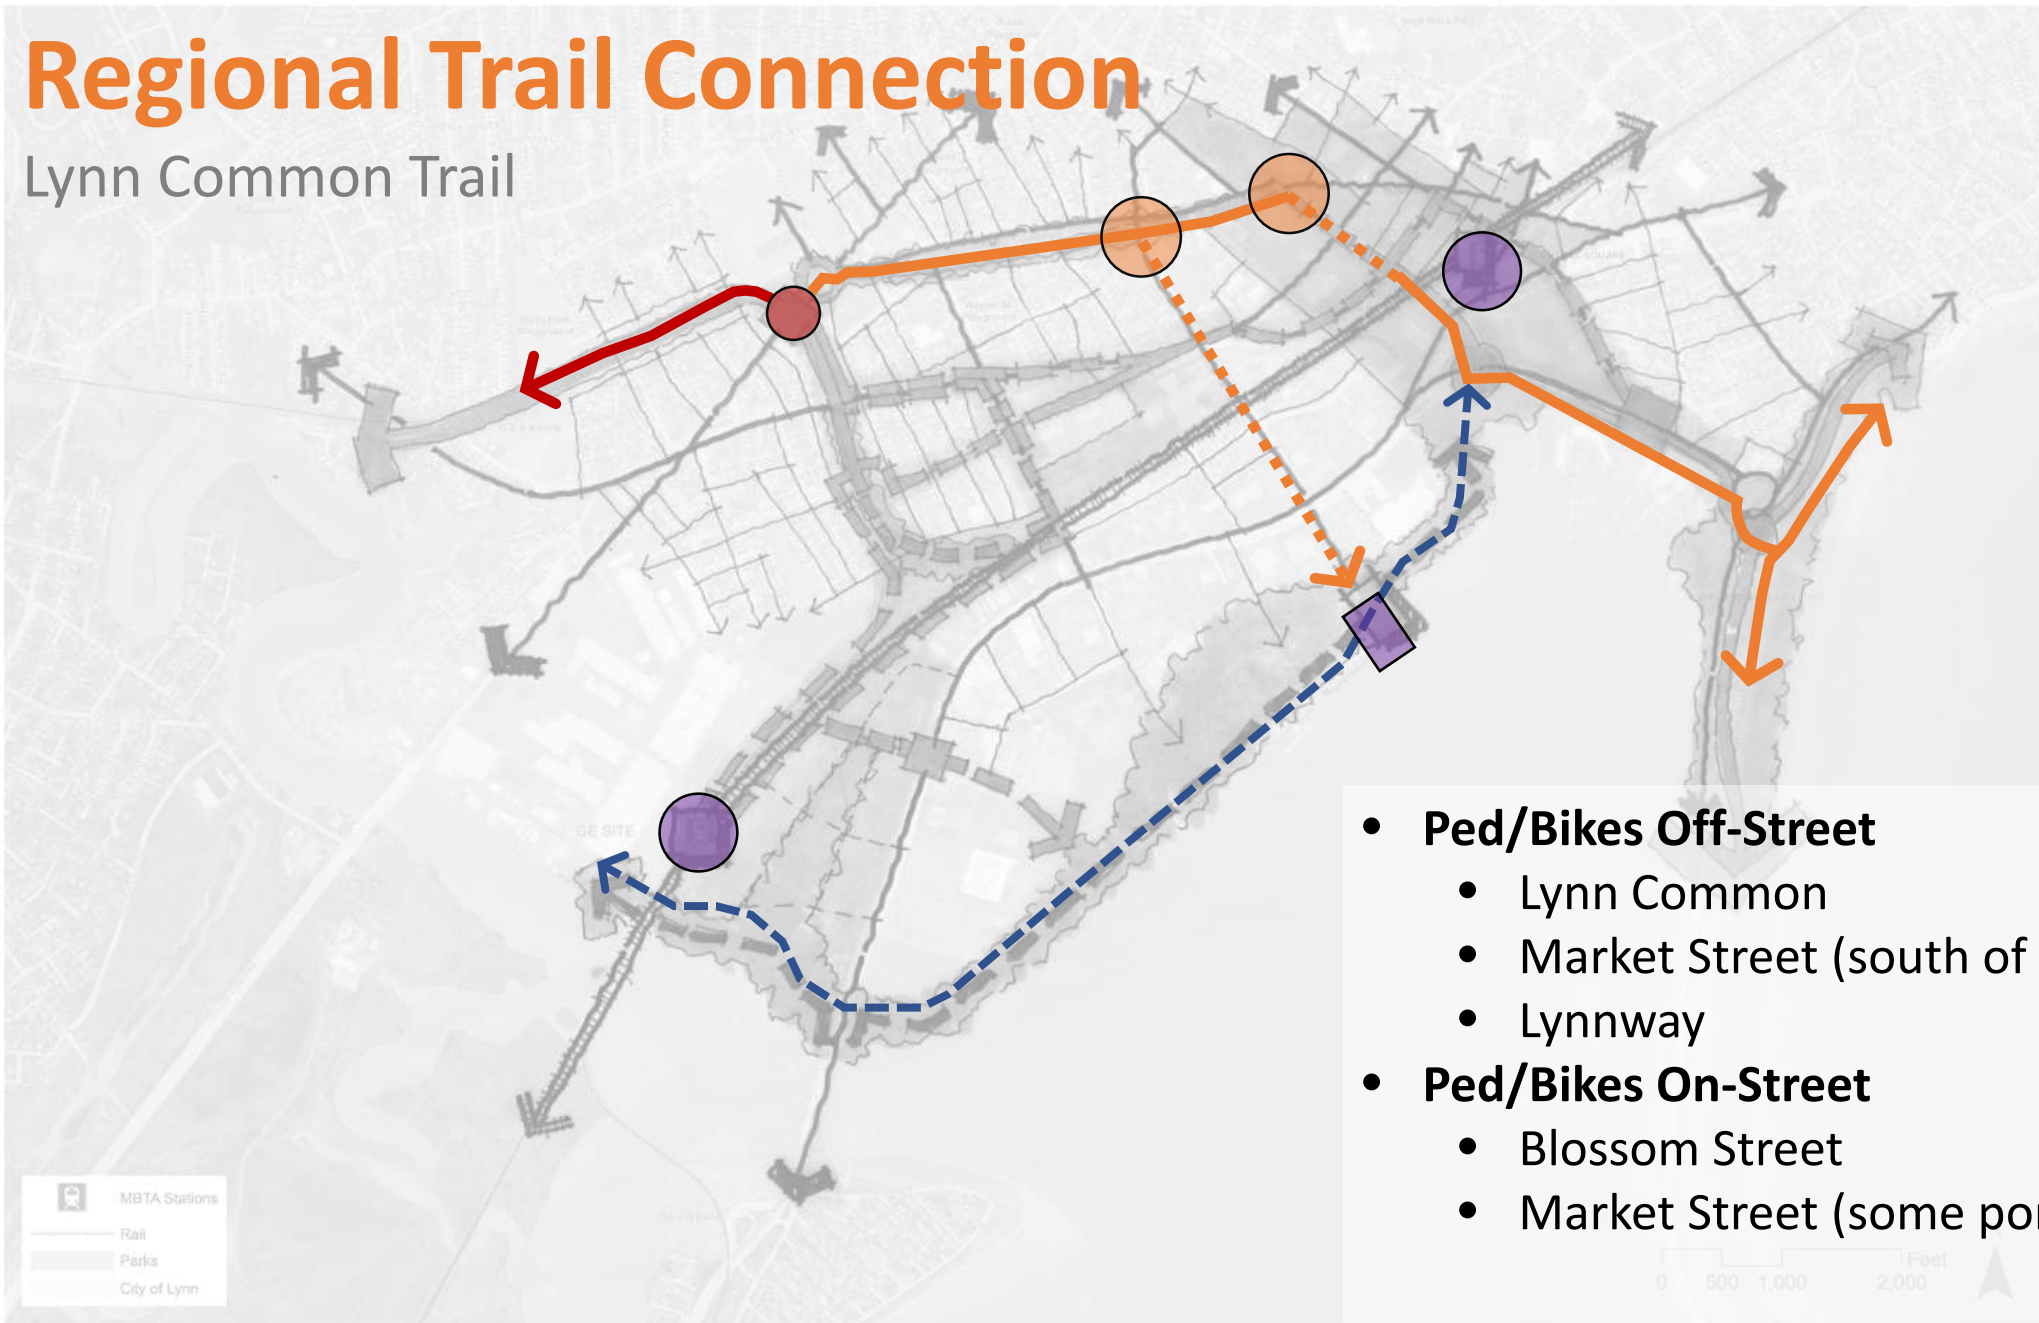 Regional Trail Connection
Lynn Common Trail
GE SITE
• Ped/Bikes Off-Street
• Lynn Common
• Market Street (south of
• Lynnway
• Ped/Bikes On-Street
• Blossom Street
• Market Street (some
MBTA Stations
Rail
Parks
City of Lynn
Feet
0 500 1,000 2,000